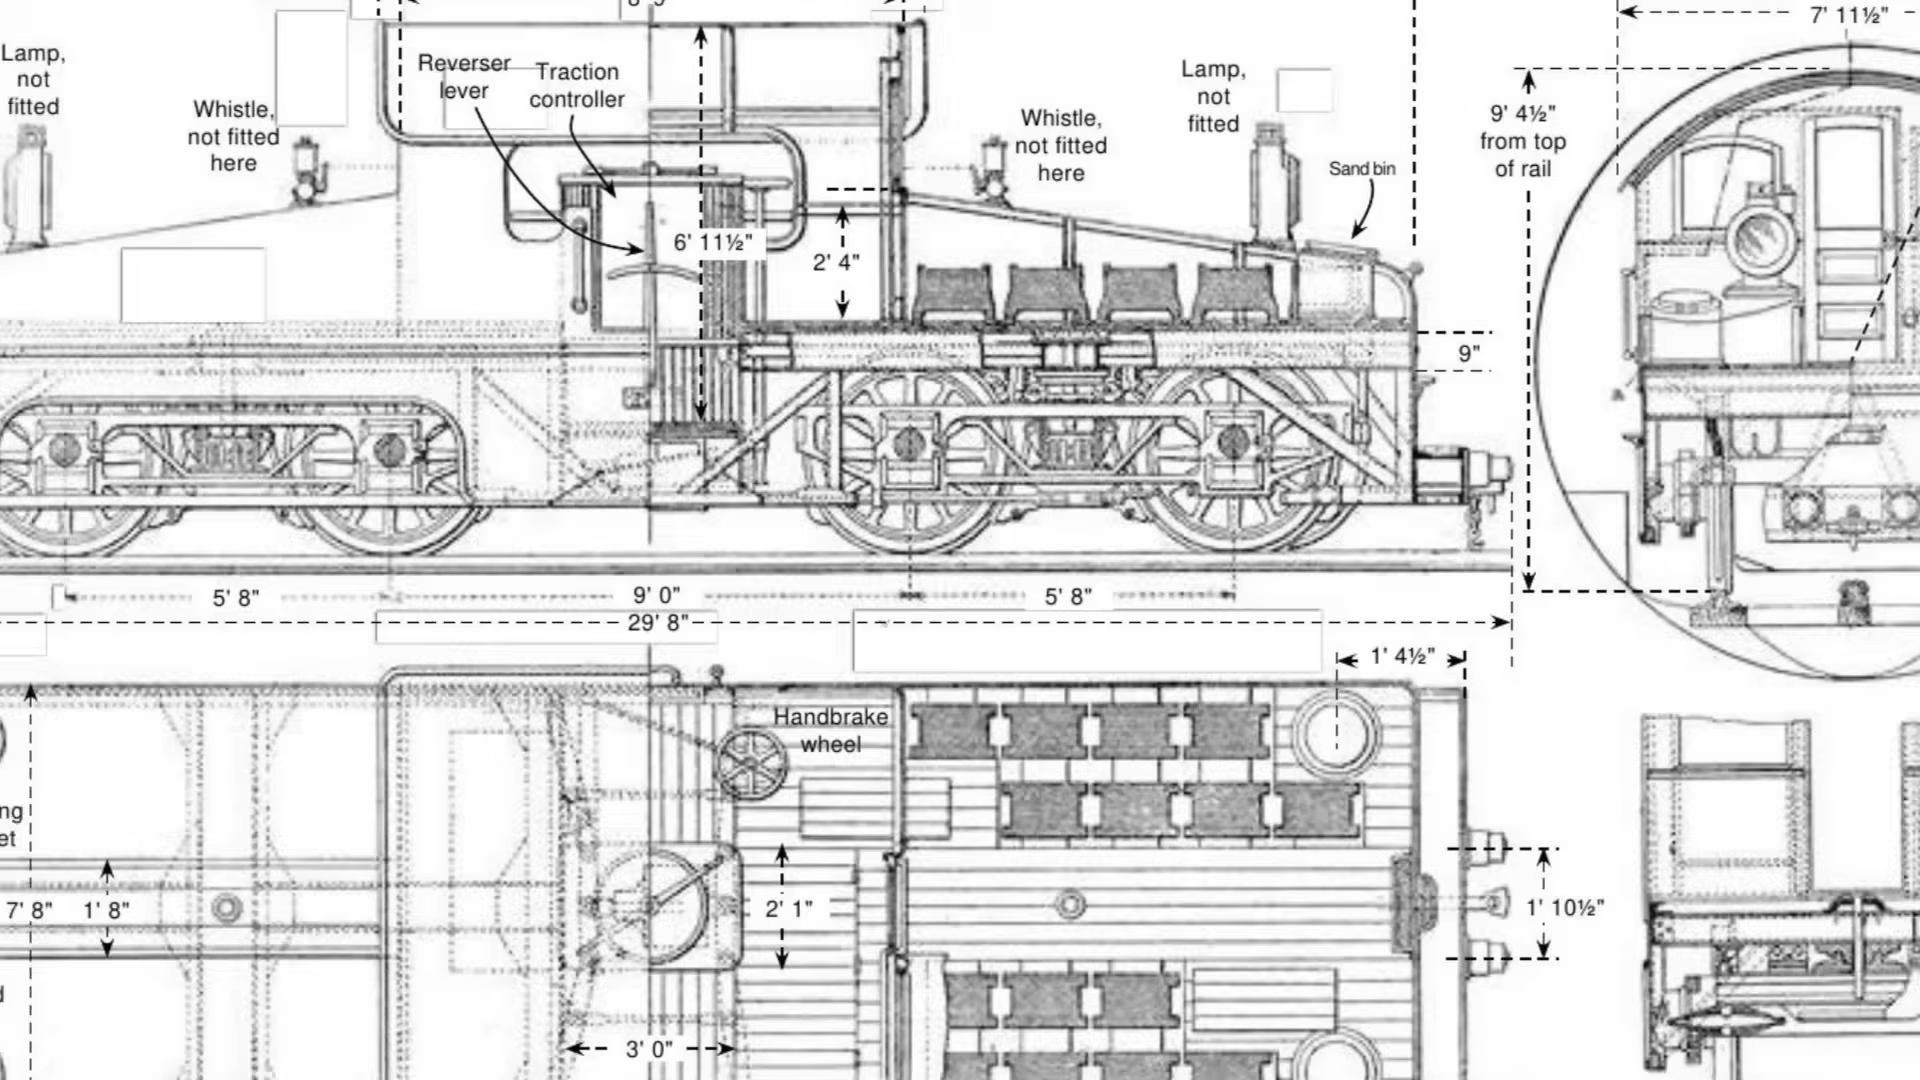 7' 11½"
Lamp,
not
fitted
Whistle,
not fitted
here
Reverser
lever
Traction
controller
Whistle,
not fitted
here
Lamp,
not
fitted
Sand bin
9' 4½"
from top
of rail
6' 11½"
2' 4"
9"
5' 8"
9' 0"
5' 8"
29' 8"
1' 4½"
Handbrake
wheel
7' 8"
1' 8"
2' 1"
1' 10½"
3' 0"